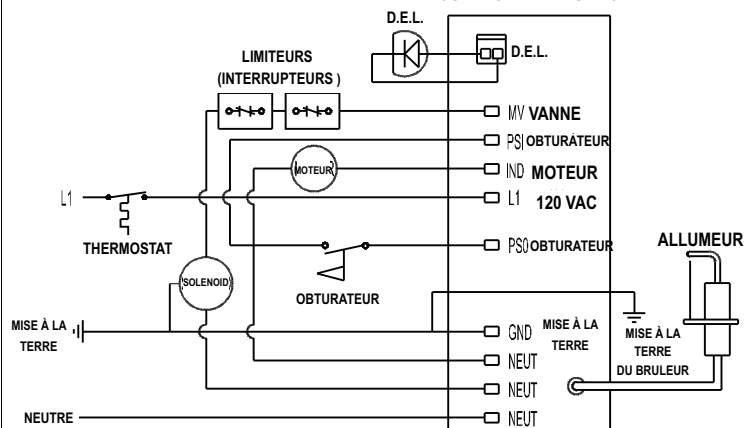 D.E.L.
D.E.L.
LIMITEURS
(INTERRUPTEURS )
MV VANNE
PSI OBTURATEUR
MOTEUR
IND MOTEUR
L1
L1 120 VAC
THERMOSTAT
PSO OBTURATEUR
ALLUMEUR
SOLENOID
OBTURATEUR
MISE À LA
TERRE
GND MISE À LA
TERRE
MISE À LA
TERRE
DU BRULEUR
NEUT
NEUT
NEUTRE
NEUT